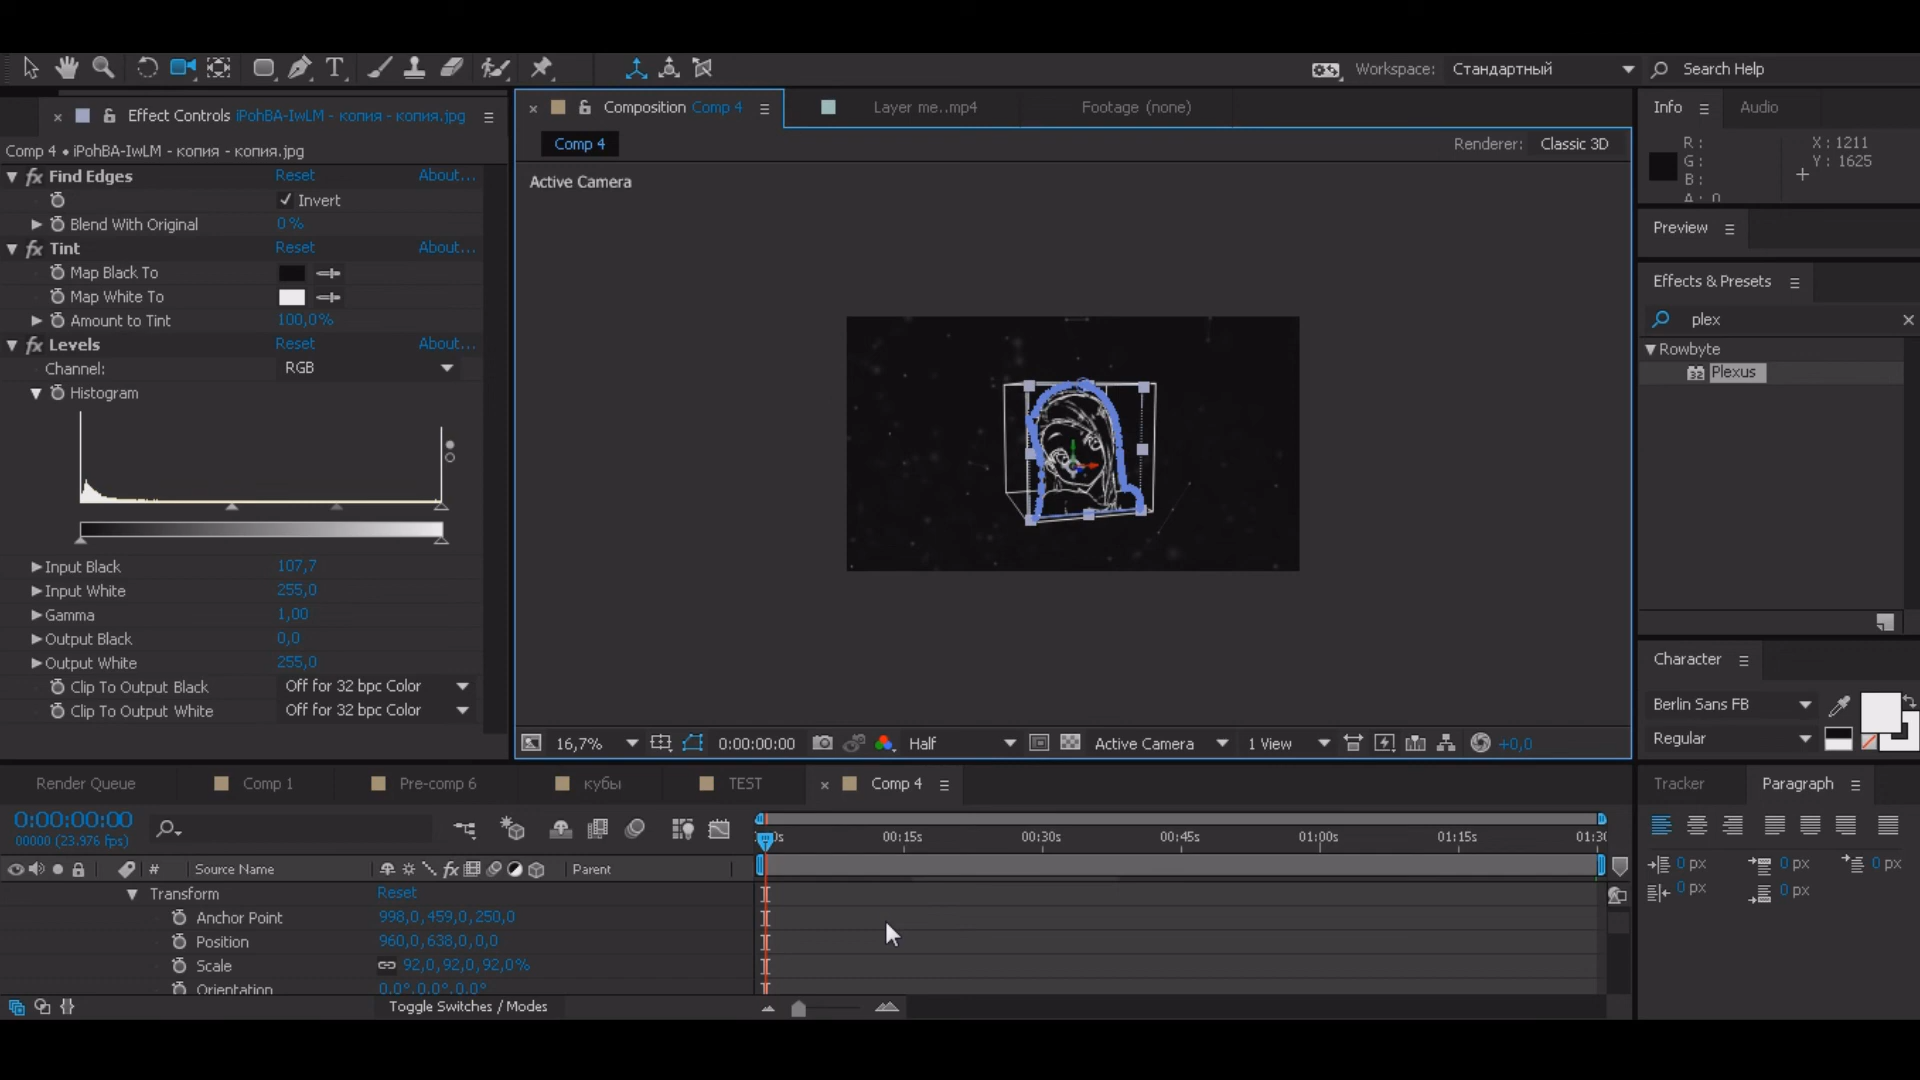 Workspace: Стандартный Search Help
Effect Controls iPohBA-IwLM - копия - копия.jpg
Composition Comp 4
Layer me..mp4
Footage (none)
Info
Audio
Comp 4 • iPohBA-IwLM - копия - копия.jpg
Comp 4
Renderer: Classic 3D
R :
G :
B :
A : 0
X : 1211
Y : 1625
Find Edges Reset About...
Invert
Blend With Original 0 %
Tint Reset About...
Map Black To
Map White To
Amount to Tint 100,0%
Levels Reset About...
Channel: RGB
Histogram
Input Black 107,7
Input White 255,0
Gamma 1,00
Output Black 0,0
Output White 255,0
Clip To Output Black Off for 32 bpc Color
Clip To Output White Off for 32 bpc Color
Active Camera
16,7% 0:00:00:00 Half Active Camera 1 View +0,0
Preview
Effects & Presets
plex
Rowbyte
32 Plexus
Character
Berlin Sans FB
Regular
Render Queue Comp 1 Pre-comp 6 кубы TEST Comp 4
0:00:00:00
00000 (23.976 fps)
00:15s 00:30s 00:45s 01:00s 01:15s
# Source Name fx Parent
Transform Reset
Anchor Point 998,0,459,0,250,0
Position 960,0,638,0,0,0
Scale 92,0,92,0,92,0%
Orientation 0,0°,0,0°,0,0°
Toggle Switches / Modes
Tracker Paragraph
0 px 0 px 0 px
0 px 0 px